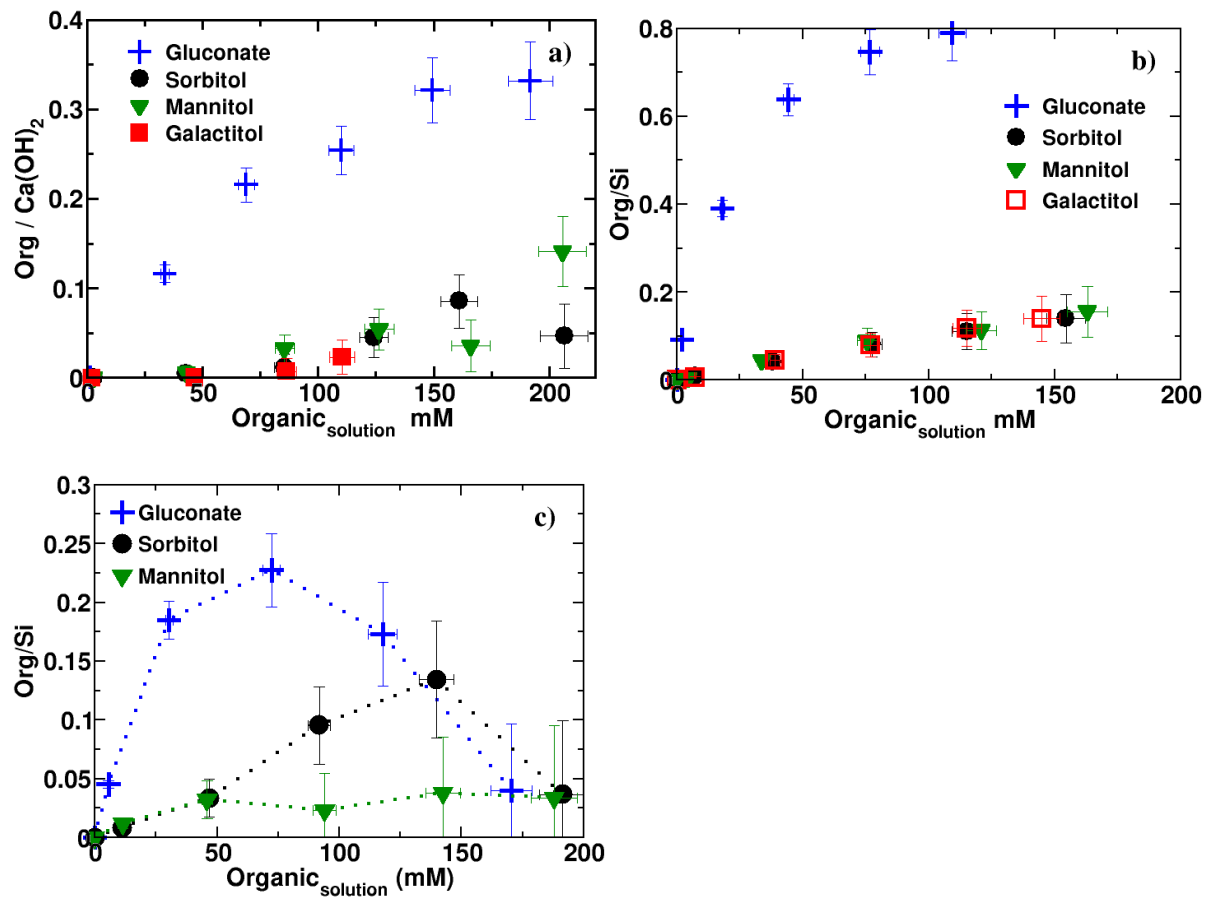 0.4
0.3
0.2
0.1
0
Org / Ca(OH)2
Gluconate
Sorbitol
Mannitol
Galactitol
a)
0 50 100 150 200
Organicsolution mM
0.8
0.6
0.4
0.2
0
Org/Si
b)
Gluconate
Sorbitol
Mannitol
Galactitol
0 50 100 150 200
Organicsolution mM
0.3
0.25
0.2
0.15
0.1
0.05
0
Org/Si
Gluconate
Sorbitol
Mannitol
c)
0 50 100 150 200
Organicsolution (mM)